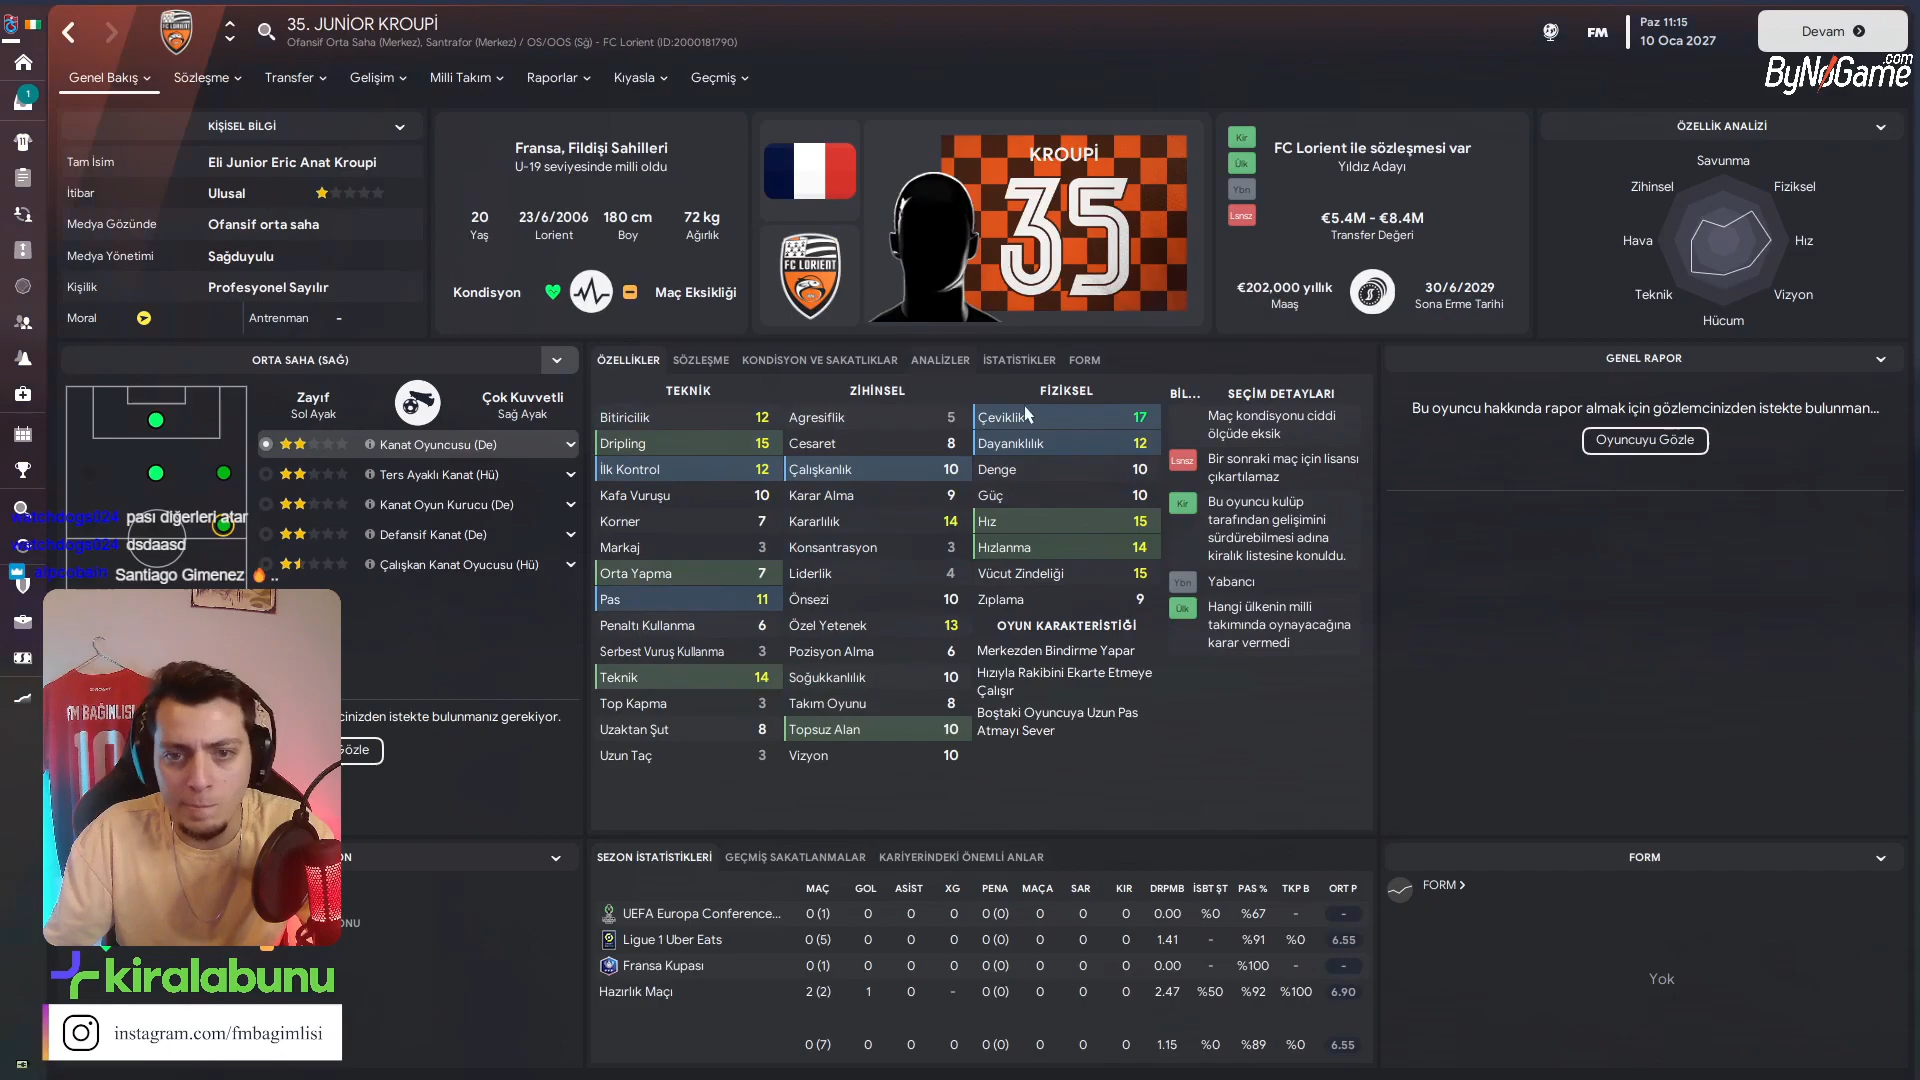 35. JUNİOR KROUPİ
Ofansif Orta Saha (Merkez), Santrafor (Merkez) / OS/OOS (Sğ) - FC Lorient (ID:2000181790)
FM
Paz 11:15
10 Oca 2027
Devam
ByNoGame
.com
Genel Bakış
Sözleşme
Transfer
Gelişim
Milli Takım
Raporlar
Kıyasla
Geçmiş
1
11
KİŞİSEL BİLGİ
Tam İsim
Eli Junior Eric Anat Kroupi
İtibar
Ulusal
Medya Gözünde
Ofansif orta saha
Medya Yönetimi
Sağduyulu
Kişilik
Profesyonel Sayılır
Moral
Antrenman
-
Fransa, Fildişi Sahilleri
U-19 seviyesinde milli oldu
20
Yaş
23/6/2006
Lorient
180 cm
Boy
72 kg
Ağırlık
Kondisyon
Maç Eksikliği
FC LORIENT
KROUPİ
35
Kir
Ülk
Ybn
Lsnsz
FC Lorient ile sözleşmesi var
Yıldız Adayı
€5.4M - €8.4M
Transfer Değeri
€202,000 yıllık
Maaş
30/6/2029
Sona Erme Tarihi
ÖZELLİK ANALİZİ
Savunma
Zihinsel
Fiziksel
Hava
Hız
Teknik
Vizyon
Hücum
ORTA SAHA (SAĞ)
Zayıf
Sol Ayak
Çok Kuvvetli
Sağ Ayak
Kanat Oyuncusu (De)
Ters Ayaklı Kanat (Hü)
Kanat Oyun Kurucu (De)
Defansif Kanat (De)
Çalışkan Kanat Oyucusu (Hü)
watchdogs024 pası diğerleri atar
watchdogs024 dsdaasd
alpcobain Santiago Gimenez ..
cinizden istekte bulunmanız gerekiyor.
Gözle
ÖZELLİKLER
SÖZLEŞME
KONDİSYON VE SAKATLIKLAR
ANALİZLER
İSTATİSTİKLER
FORM
TEKNİK
Bitiricilik 12
Dripling 15
İlk Kontrol 12
Kafa Vuruşu 10
Korner 7
Markaj 3
Orta Yapma 7
Pas 11
Penaltı Kullanma 6
Serbest Vuruş Kullanma 3
Teknik 14
Top Kapma 3
Uzaktan Şut 8
Uzun Taç 3
ZİHİNSEL
Agresiflik 5
Cesaret 8
Çalışkanlık 10
Karar Alma 9
Kararlılık 14
Konsantrasyon 3
Liderlik 4
Önsezi 10
Özel Yetenek 13
Pozisyon Alma 6
Soğukkanlılık 10
Takım Oyunu 8
Topsuz Alan 10
Vizyon 10
FİZİKSEL
Çeviklik 17
Dayanıklılık 12
Denge 10
Güç 10
Hız 15
Hızlanma 14
Vücut Zindeliği 15
Zıplama 9
OYUN KARAKTERİSTİĞİ
Merkezden Bindirme Yapar
Hızıyla Rakibini Ekarte Etmeye
Çalışır
Boştaki Oyuncuya Uzun Pas
Atmayı Sever
BİL...
SEÇİM DETAYLARI
Maç kondisyonu ciddi
ölçüde eksik
Lsnsz
Bir sonraki maç için lisansı
çıkartılamaz
Kir
Bu oyuncu kulüp
tarafından gelişimini
sürdürebilmesi adına
kiralık listesine konuldu.
Ybn
Yabancı
Ülk
Hangi ülkenin milli
takımında oynayacağına
karar vermedi
GENEL RAPOR
Bu oyuncu hakkında rapor almak için gözlemcinizden istekte bulunman...
Oyuncuyu Gözle
FM BAĞINLISI
10
kiralabunu
instagram.com/fmbagimlisi
SEZON İSTATİSTİKLERİ
GEÇMİŞ SAKATLANMALAR
KARİYERİNDEKİ ÖNEMLİ ANLAR
MAÇ GOL ASİST XG PENA MAÇA SAR KIR DRPMB İSBT ŞT PAS % TKP B ORT P
UEFA Europa Conference... 0 (1) 0 0 0 0 (0) 0 0 0 0.00 %0 %67 - -
Ligue 1 Uber Eats 0 (5) 0 0 0 0 (0) 0 0 0 1.41 - %91 %0 6.55
Fransa Kupası 0 (1) 0 0 0 0 (0) 0 0 0 0.00 - %100 - -
Hazırlık Maçı 2 (2) 1 0 - 0 (0) 0 0 0 2.47 %50 %92 %100 6.90
0 (7) 0 0 0 0 (0) 0 0 0 1.15 %0 %89 %0 6.55
FORM
FORM
Yok